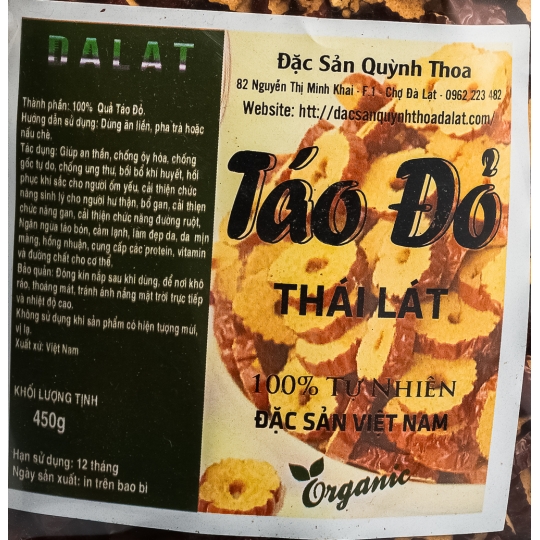 DALAT
Thành phần: 100% Quả Táo Đỏ.
Hướng dẫn sử dụng: Dùng ăn liền, pha trà hoặc
nấu chè.
Tác dụng: Giúp an thần, chống ôy hóa, chống
gốc tự do, chống ung thư, bồi bổ khí huyết, hồi
phục khí sắc cho người ốm yếu, cải thiện chức
năng sinh lý cho người hư thận, bổ gan, cải thiẹn
chức năng gan, cải thiện chức năng đường ruột,
Ngăn ngừa táo bón, cảm lạnh, làm đẹp da, da mịn
màng, hồng nhuận, cung cấp các protein, vitamin
và đường chất cho cơ thể.
Bảo quản: Đóng kín nắp sau khi dùng, để nơi khô
ráo, thoáng mát, tránh ánh nắng mặt trời trực tiếp
và nhiệt độ cao.
Không sử dụng khi sản phẩm có hiện tượng mùi,
vị lạ.
Xuất xứ: Việt Nam
KHỐI LƯỢNG TỊNH
450g
Hạn sử dụng: 12 tháng
Ngày sản xuất: in trên bao bì
Đặc Sản Quỳnh Thoa
82 Nguyễn Thị Minh Khai - F.1 - Chợ Đà Lạt - 0962 223 482
Website: htt://dacsanquynhthoadalat.com/
Táo Đỏ
THÁI LÁT
100% TỰ NHIÊN
ĐẶC SẢN VIỆT NAM
Organic